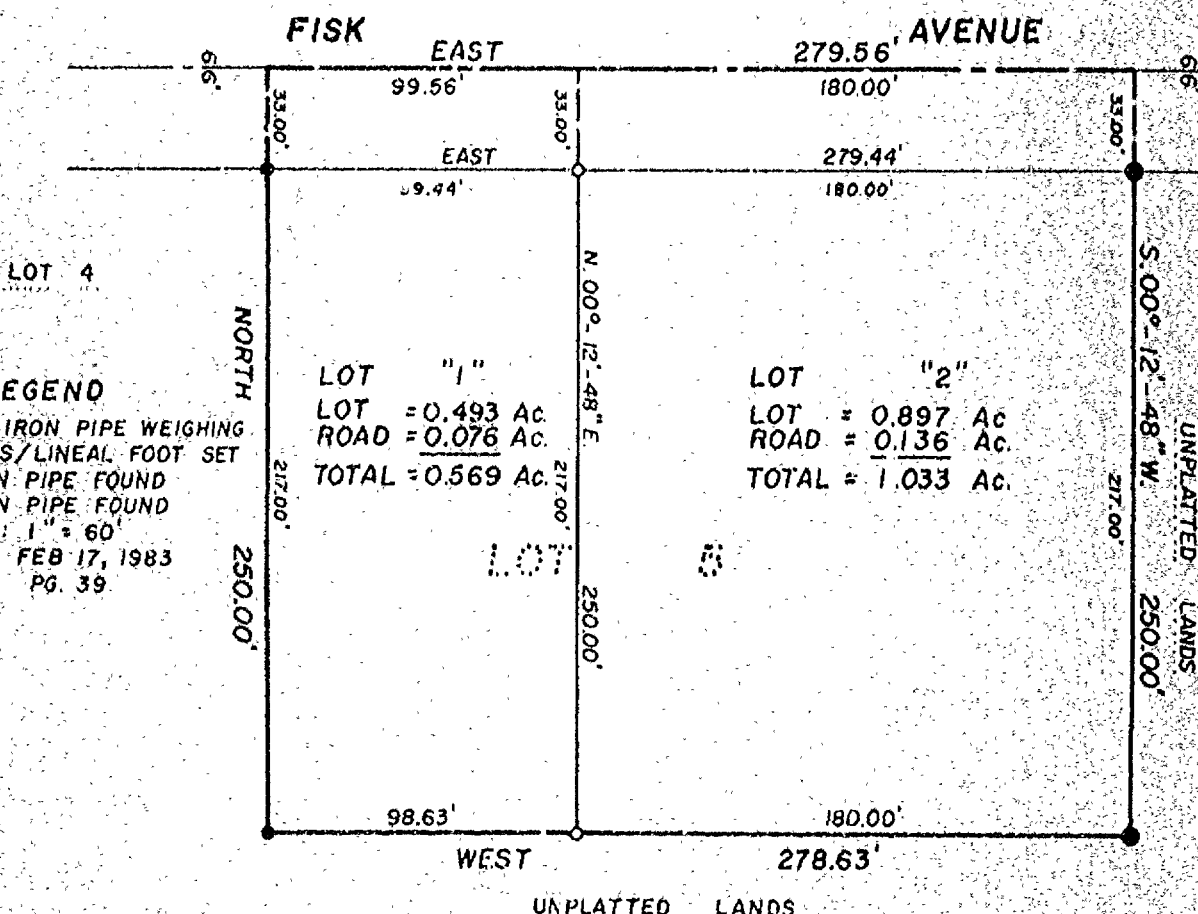 FISK AVENUE
EAST 279.56'
99.56' 180.00'
66' 66
33.00' 33.00' 33.00'
EAST 279.44'
9.44' 180.00'
LOT 4
NORTH
250.00'
217.00'
EGEND
IRON PIPE WEIGHING
S/LINEAL FOOT SET
N PIPE FOUND
N PIPE FOUND
: 1" = 60'
FEB 17, 1983
PG. 39
LOT "1"
LOT = 0.493 Ac.
ROAD = 0.076 Ac.
TOTAL = 0.569 Ac.
N. 00°-12'-48" E
217.00'
250.00'
LOT "2"
LOT = 0.897 Ac
ROAD = 0.136 Ac.
TOTAL = 1.033 Ac.
LOT
S. 00°-12'-48" W.
217.00'
250.00'
UNPLATTED LANDS
98.63' 180.00'
WEST 278.63'
UNPLATTED LANDS